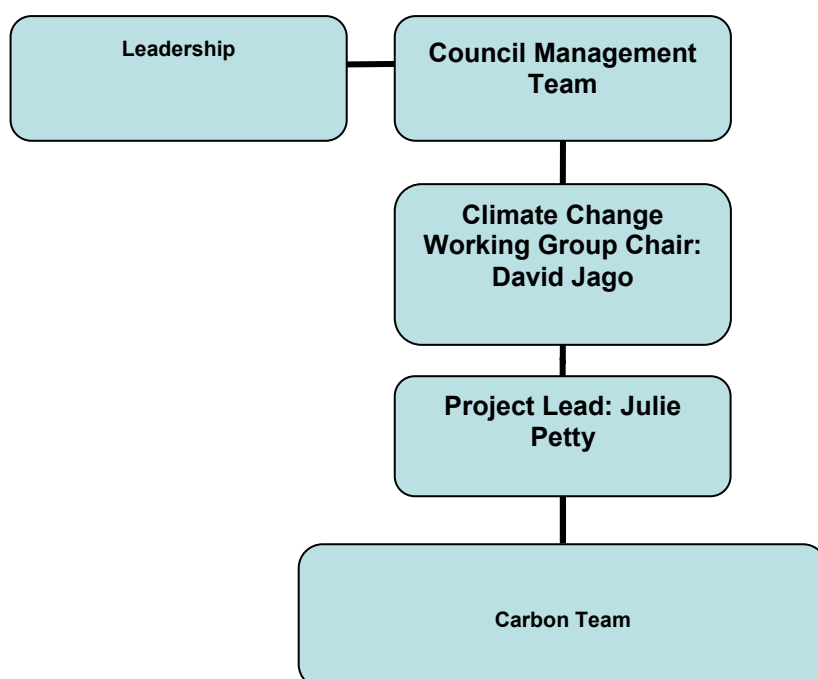 Leadership
Council Management
Team
Climate Change
Working Group Chair:
David Jago
Project Lead: Julie
Petty
Carbon Team